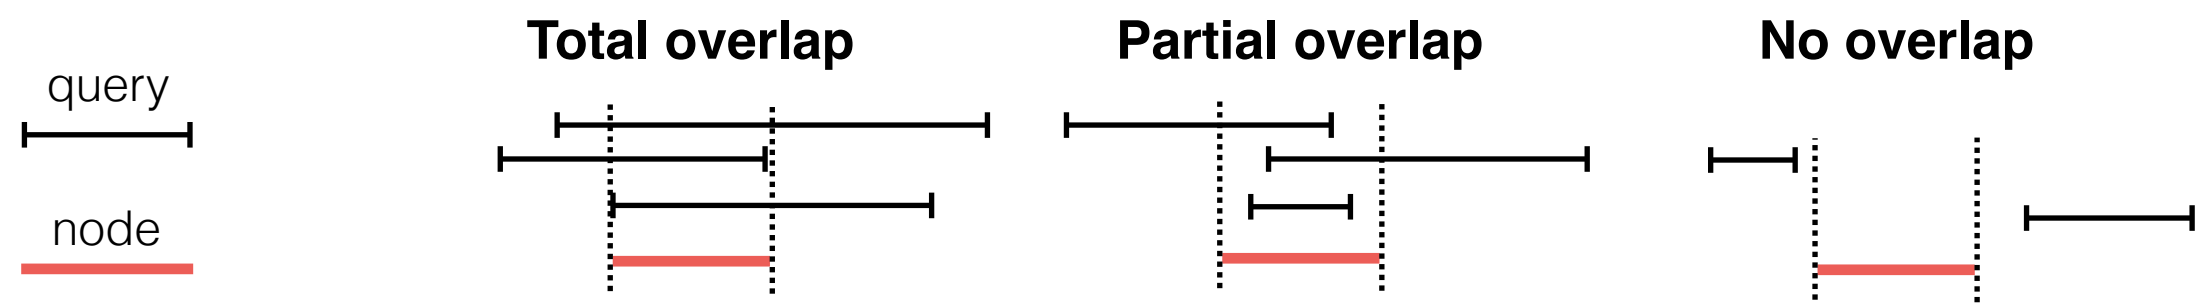 Total overlap
Partial overlap
No overlap
query
node